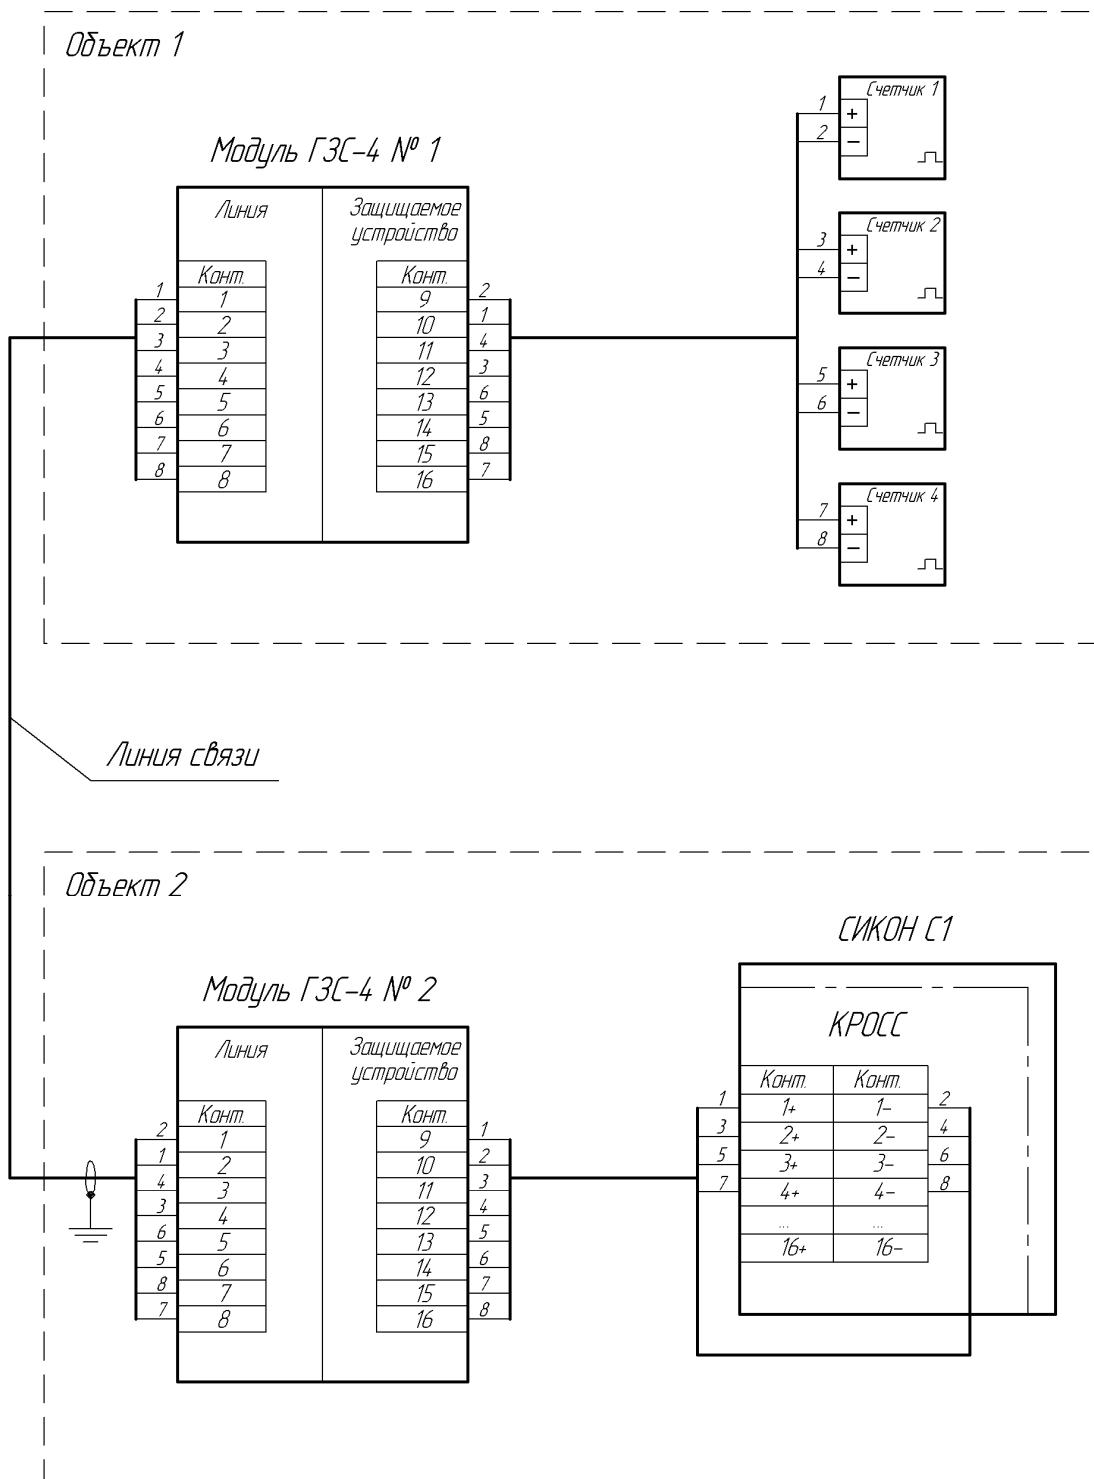 Объект 1
Модуль ГЗС-4 № 1
Линия
Защищаемое
устройство
Конт.
Конт.
1 1 9 2
2 2 10 1
3 3 11 4
4 4 12 3
5 5 13 6
6 6 14 5
7 7 15 8
8 8 16 7
Счетчик 1
1 +
2 −
Счетчик 2
3 +
4 −
Счетчик 3
5 +
6 −
Счетчик 4
7 +
8 −
Линия связи
Объект 2
Модуль ГЗС-4 № 2
Линия
Защищаемое
устройство
Конт.
Конт.
2 1 9 1
1 2 10 2
4 3 11 3
3 4 12 4
6 5 13 5
5 6 14 6
8 7 15 7
7 8 16 8
СИКОН С1
КРОСС
Конт. Конт.
1 1+ 1- 2
3 2+ 2- 4
5 3+ 3- 6
7 4+ 4- 8
... ...
16+ 16-